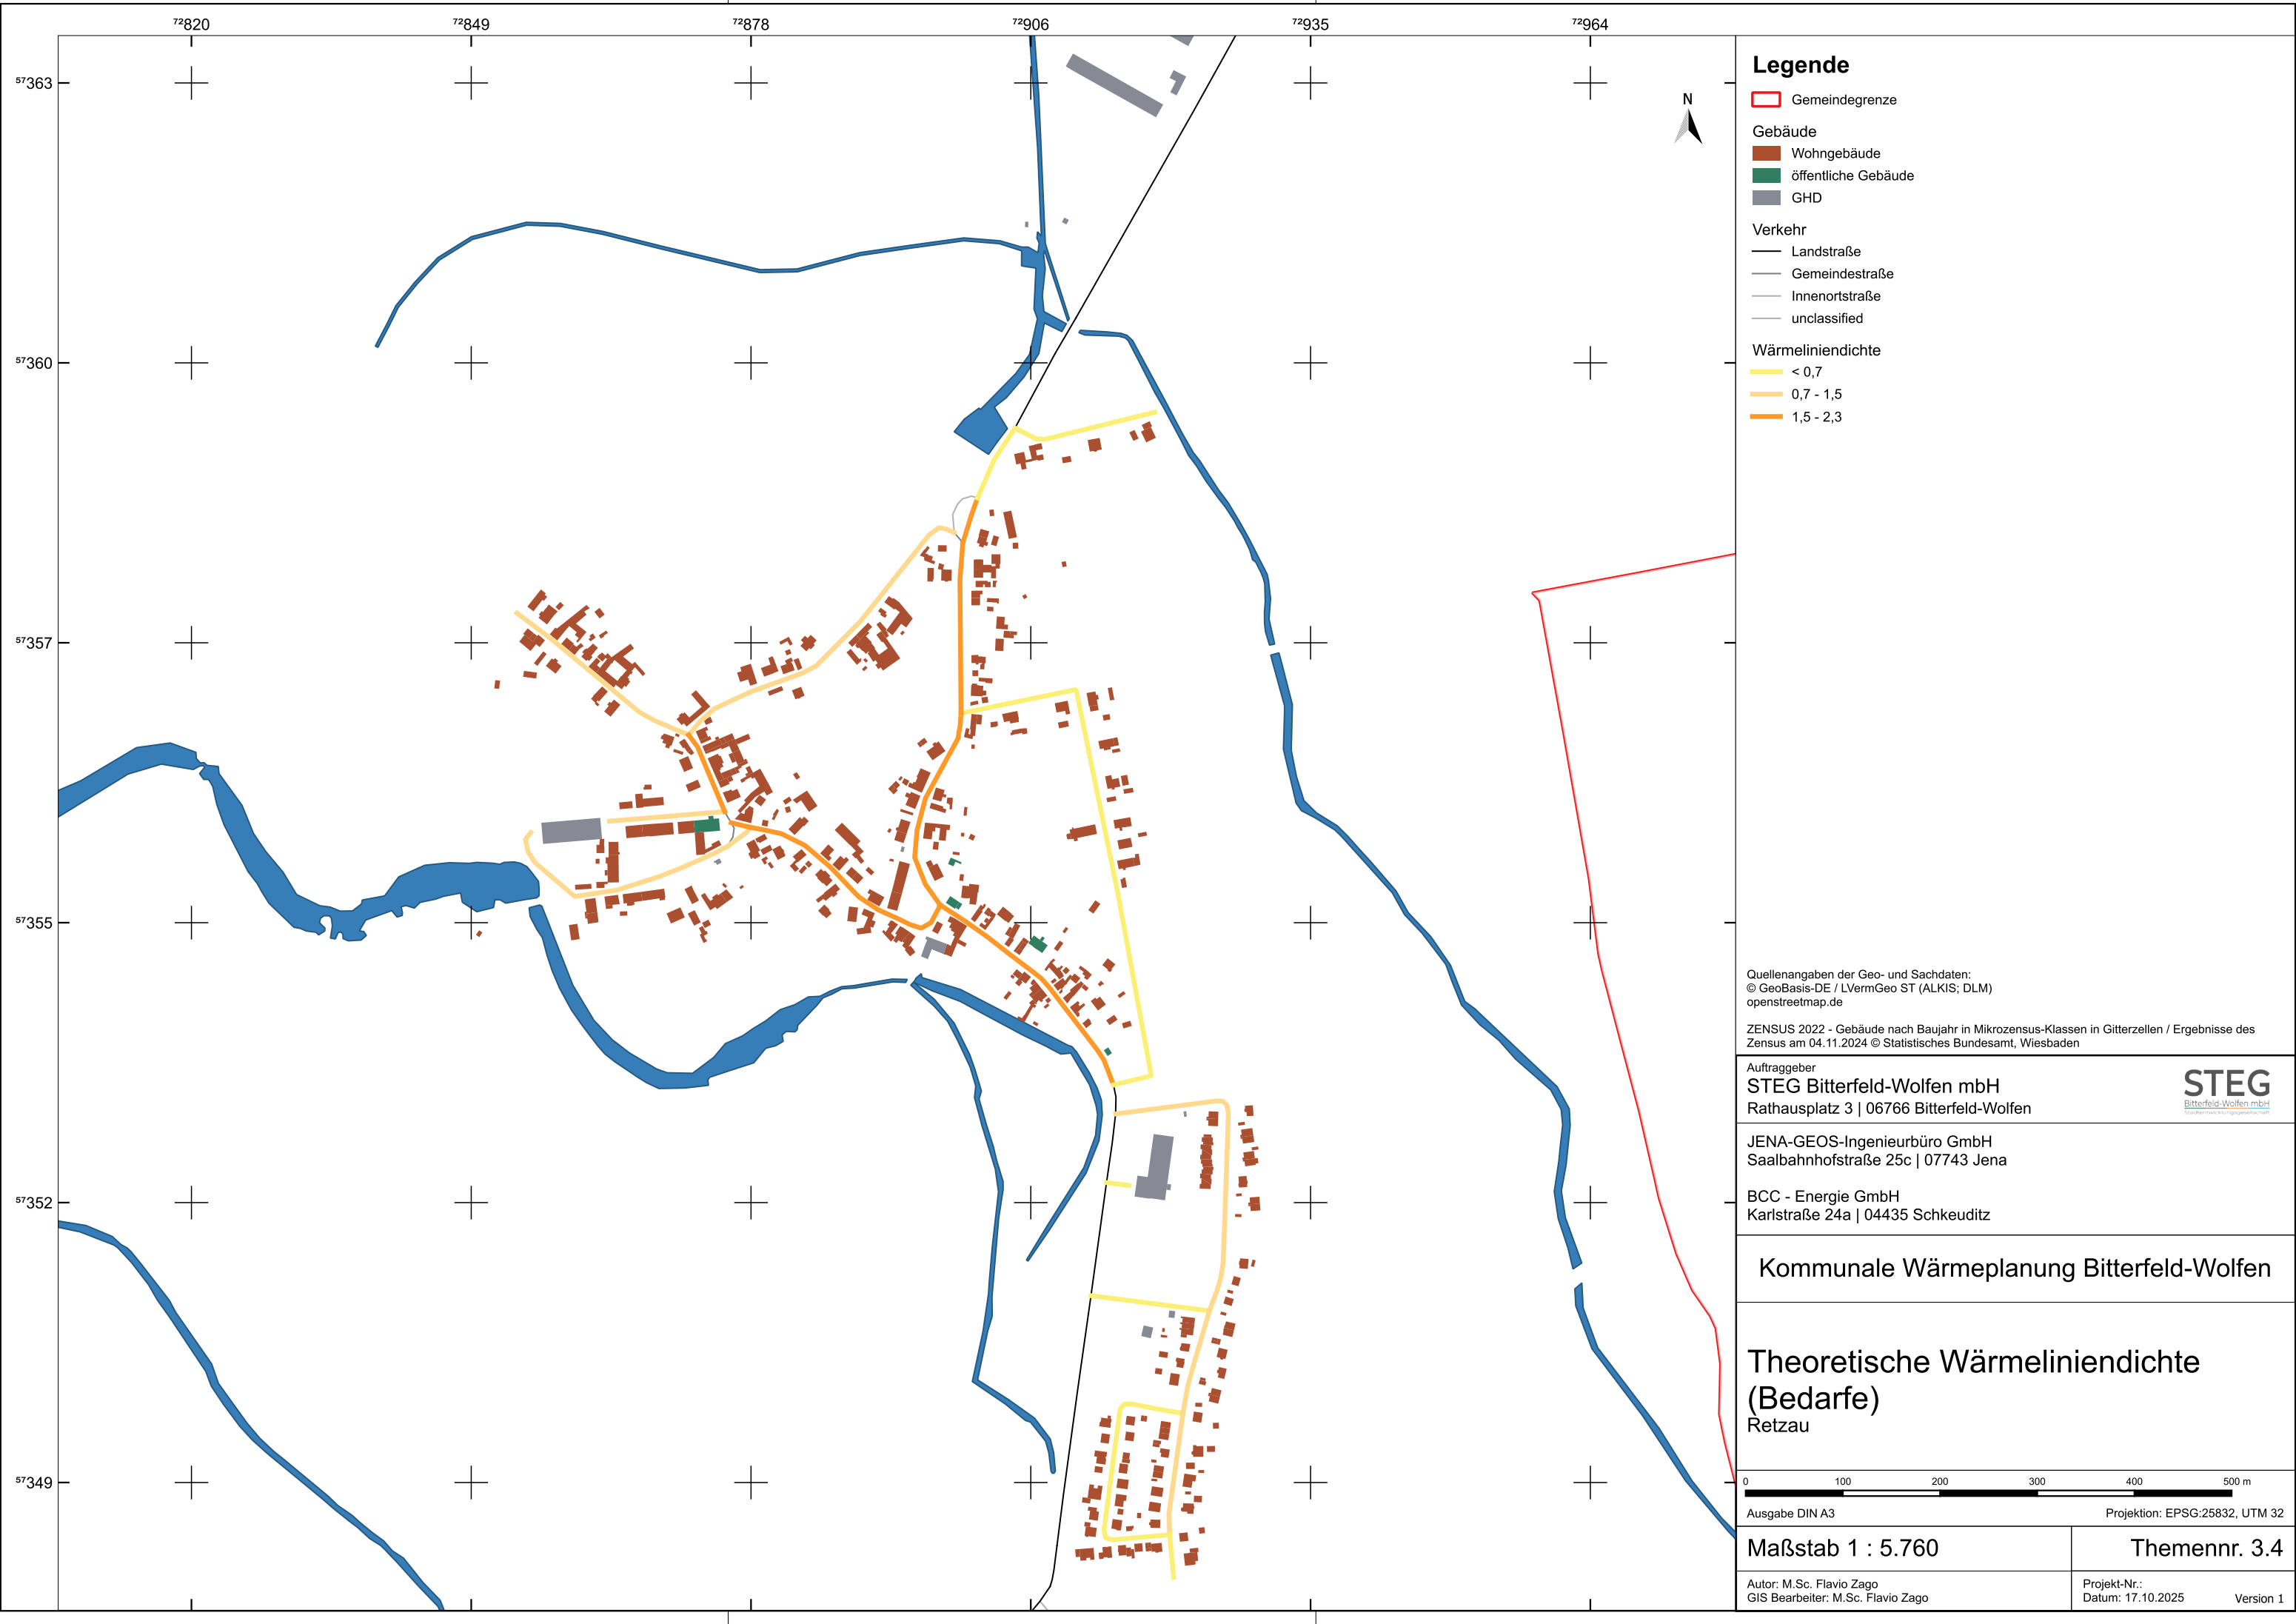 ⁷²820 ⁷²849 ⁷²878 ⁷²906 ⁷²935 ⁷²964
⁵⁷363
⁵⁷360
⁵⁷357
⁵⁷355
⁵⁷352
⁵⁷349
N
Legende
Gemeindegrenze
Gebäude
Wohngebäude
öffentliche Gebäude
GHD
Verkehr
Landstraße
Gemeindestraße
Innenortstraße
unclassified
Wärmeliniendichte
< 0,7
0,7 - 1,5
1,5 - 2,3
Quellenangaben der Geo- und Sachdaten:
© GeoBasis-DE / LVermGeo ST (ALKIS; DLM)
openstreetmap.de
ZENSUS 2022 - Gebäude nach Baujahr in Mikrozensus-Klassen in Gitterzellen / Ergebnisse des
Zensus am 04.11.2024 © Statistisches Bundesamt, Wiesbaden
Auftraggeber
STEG Bitterfeld-Wolfen mbH
Rathausplatz 3 | 06766 Bitterfeld-Wolfen
STEG
Bitterfeld-Wolfen mbH
Stadtentwicklungsgesellschaft
JENA-GEOS-Ingenieurbüro GmbH
Saalbahnhofstraße 25c | 07743 Jena
BCC - Energie GmbH
Karlstraße 24a | 04435 Schkeuditz
Kommunale Wärmeplanung Bitterfeld-Wolfen
Theoretische Wärmeliniendichte
(Bedarfe)
Retzau
0 100 200 300 400 500 m
Ausgabe DIN A3 Projektion: EPSG:25832, UTM 32
Maßstab 1 : 5.760 Themennr. 3.4
Autor: M.Sc. Flavio Zago Projekt-Nr.:
GIS Bearbeiter: M.Sc. Flavio Zago Datum: 17.10.2025 Version 1